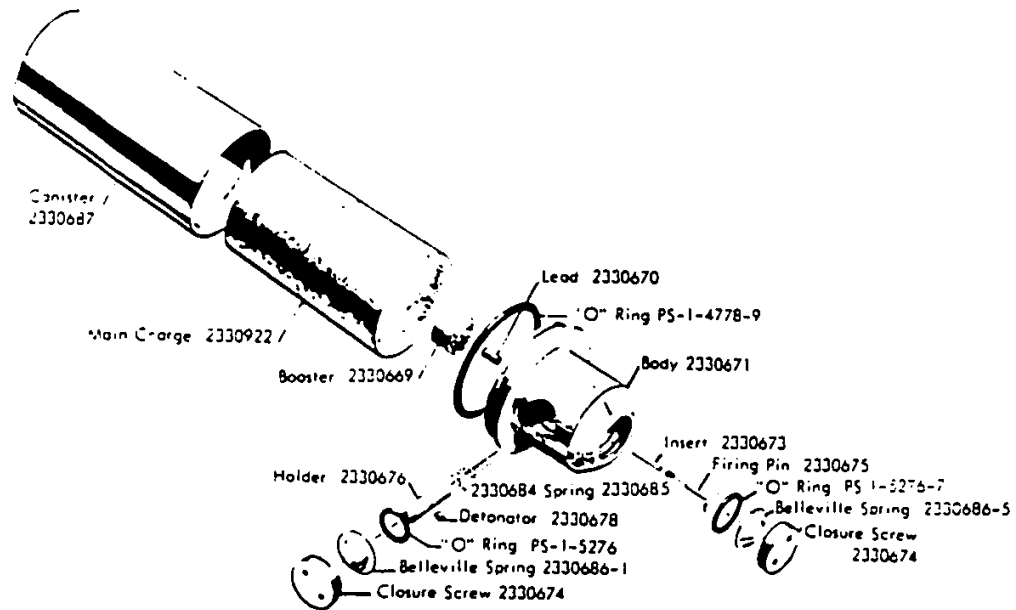 Canister
2330687
Main Charge 2330922
Booster 2330669
Lead 2330670
"O" Ring PS-1-4778-9
Body 2330671
Insert 2330673
Firing Pin 2330675
"O" Ring PS 1-5276-7
Belleville Spring 2330686-5
Closure Screw
2330674
Holder 2330676
2330684 Spring 2330685
Detonator 2330678
"O" Ring PS-1-5276
Belleville Spring 2330686-1
Closure Screw 2330674